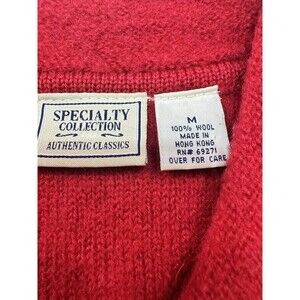 SPECIALTY
COLLECTION
AUTHENTIC CLASSICS
M
100% WOOL
MADE IN
HONG KONG
RN# 69271
OVER FOR CARE